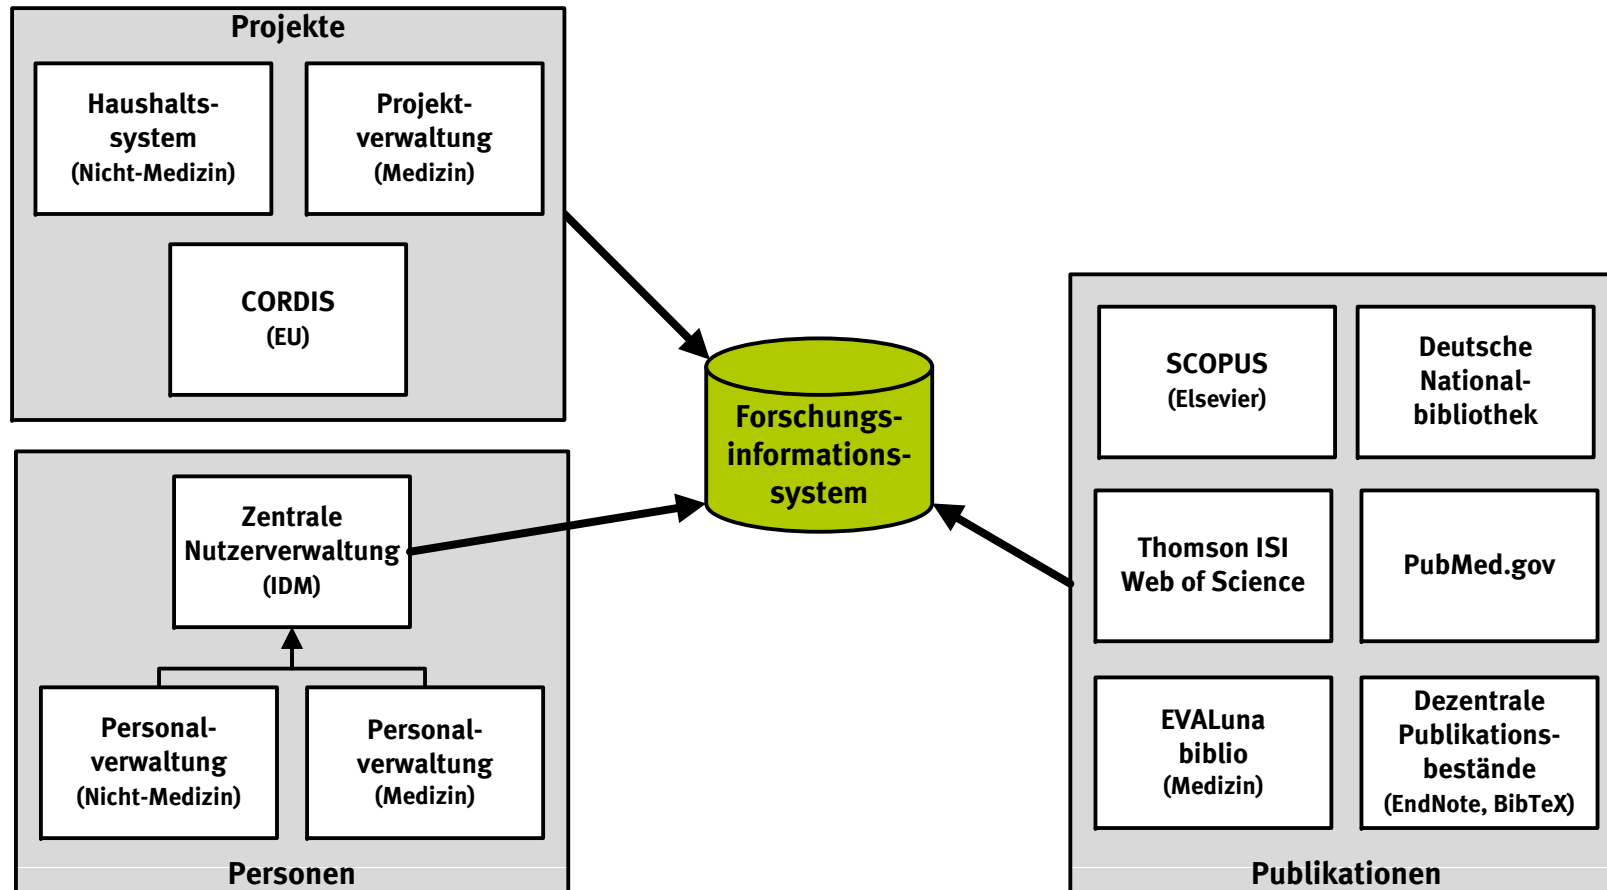 Projekte
Haushalts-
system
(Nicht-Medizin)
Projekt-
verwaltung
(Medizin)
CORDIS
(EU)
Zentrale
Nutzerverwaltung
(IDM)
Personal-
verwaltung
(Nicht-Medizin)
Personal-
verwaltung
(Medizin)
Personen
Forschungs-
informations-
system
SCOPUS
(Elsevier)
Deutsche
National-
bibliothek
Thomson ISI
Web of Science
PubMed.gov
EVALuna
biblio
(Medizin)
Dezentrale
Publikations-
bestände
(EndNote, BibTeX)
Publikationen